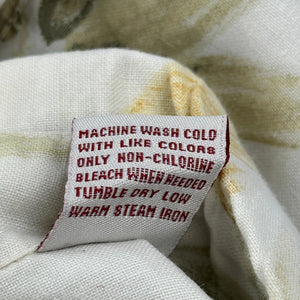 MACHINE WASH COLD
WITH LIKE COLORS
ONLY NON-CHLORINE
BLEACH WHEN NEEDED
TUMBLE DRY LOW
WARM STEAM IRON